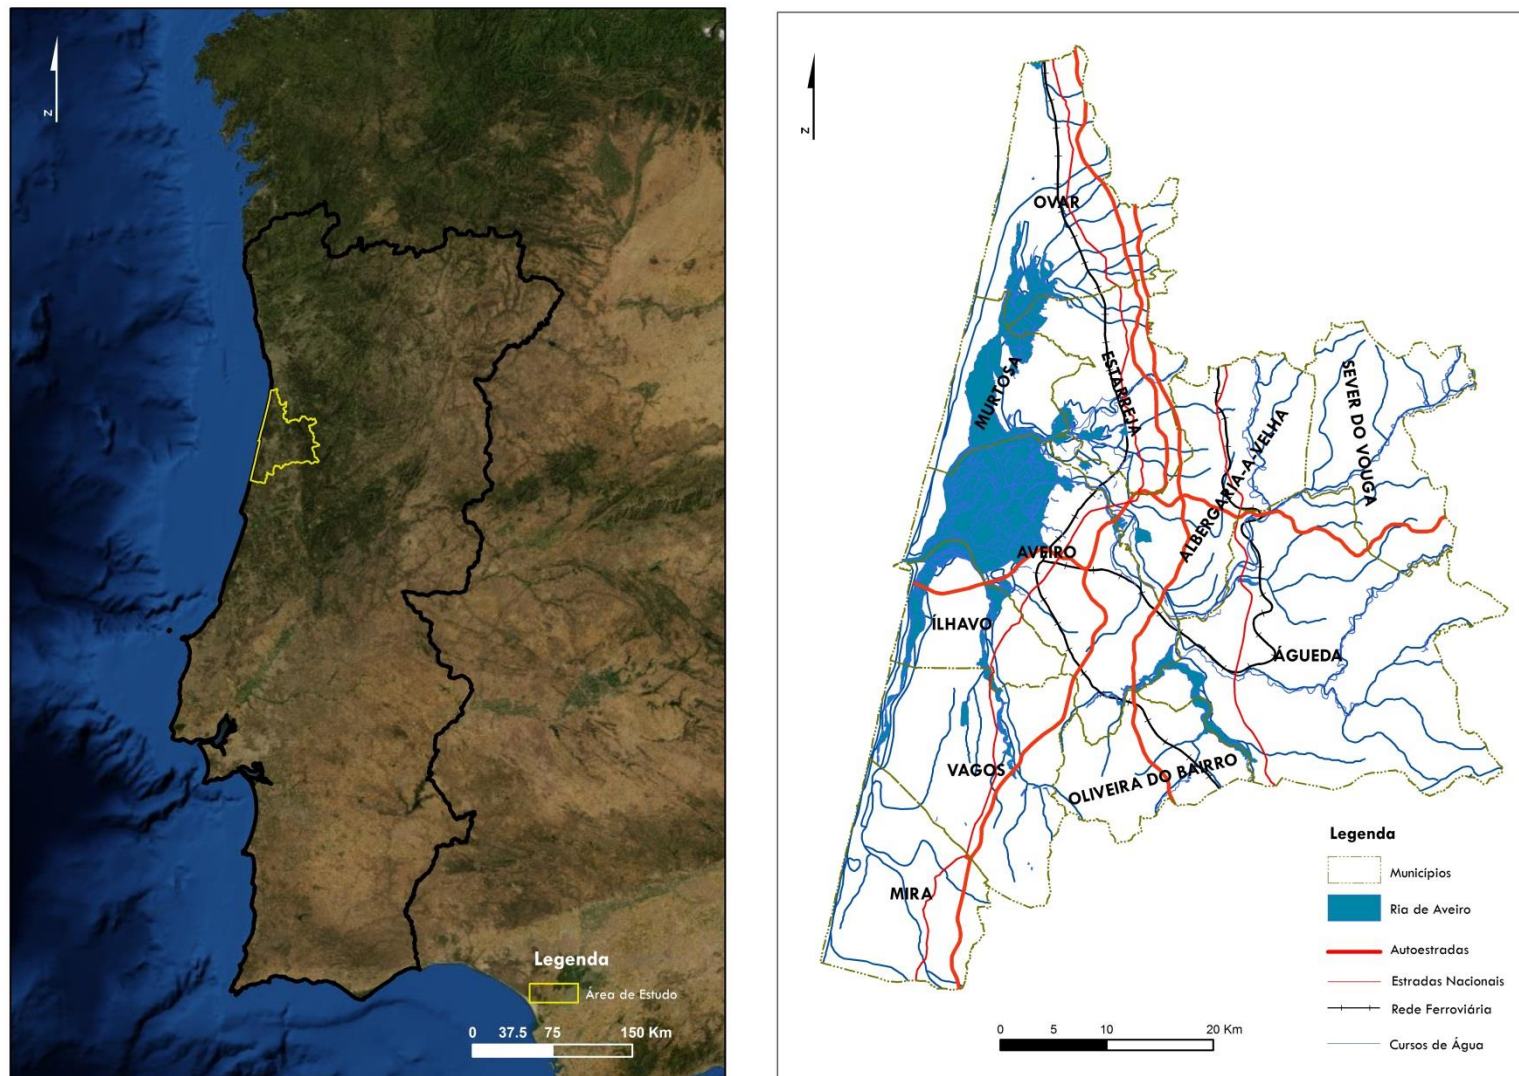 N
Legenda
Área de Estudo
0 37.5 75 150 Km
N
OVAR
MURTOSA
ESTARREJA
ALBERGARIA-A-VELHA
SEVER DO VOUGA
AVEIRO
ÍLHAVO
ÁGUEDA
VAGOS
OLIVEIRA DO BAIRRO
MIRA
Legenda
Municípios
Ria de Aveiro
Autoestradas
Estradas Nacionais
Rede Ferroviária
Cursos de Água
0 5 10 20 Km